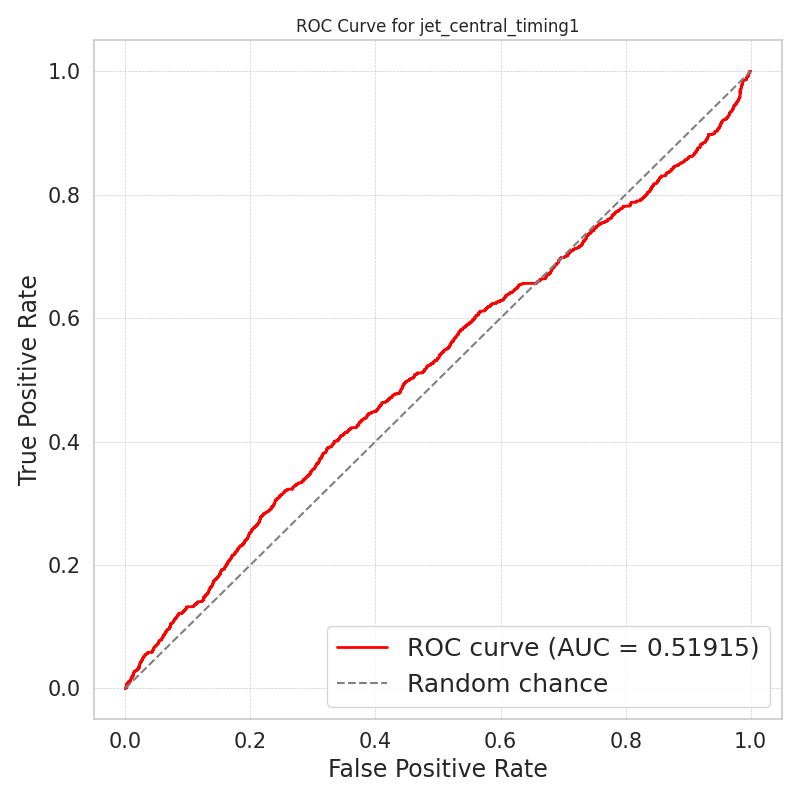 ROC Curve for jet_central_timing1
1.0
0.8
0.6
0.4
0.2
0.0
True Positive Rate
ROC curve (AUC = 0.51915)
Random chance
0.0 0.2 0.4 0.6 0.8 1.0
False Positive Rate